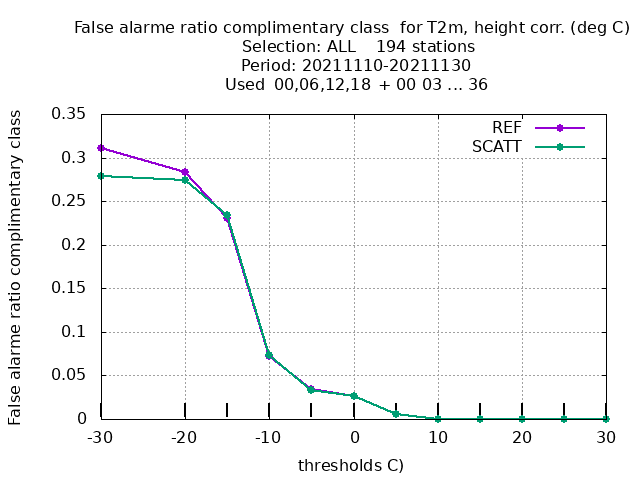 False alarme ratio complimentary class  for T2m, height corr. (deg C)
Selection: ALL    194 stations
Period: 20211110-20211130
Used  00,06,12,18  + 00 03 ... 36
False alarme ratio complimentary class
0.35
0.3
0.25
0.2
0.15
0.1
0.05
0
REF
SCATT
-30
-20
-10
0
10
20
30
thresholds C)